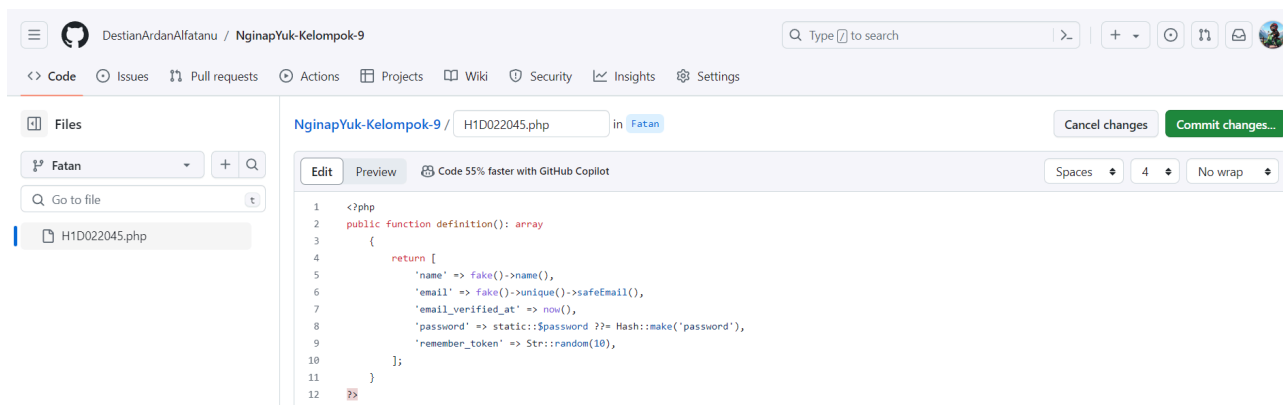 DestianArdanAlfatanu / NginapYuk-Kelompok-9
Type / to search
<> Code Issues Pull requests Actions Projects Wiki Security Insights Settings
Files
NginapYuk-Kelompok-9 / H1D022045.php in Fatan
Cancel changes Commit changes...
Fatan
Edit Preview Code 55% faster with GitHub Copilot
Spaces 4 No wrap
Go to file t
H1D022045.php
1 <?php
2 public function definition(): array
3 {
4 return [
5 'name' => fake()->name(),
6 'email' => fake()->unique()->safeEmail(),
7 'email_verified_at' => now(),
8 'password' => static::$password ??= Hash::make('password'),
9 'remember_token' => Str::random(10),
10 ];
11 }
12 ?>